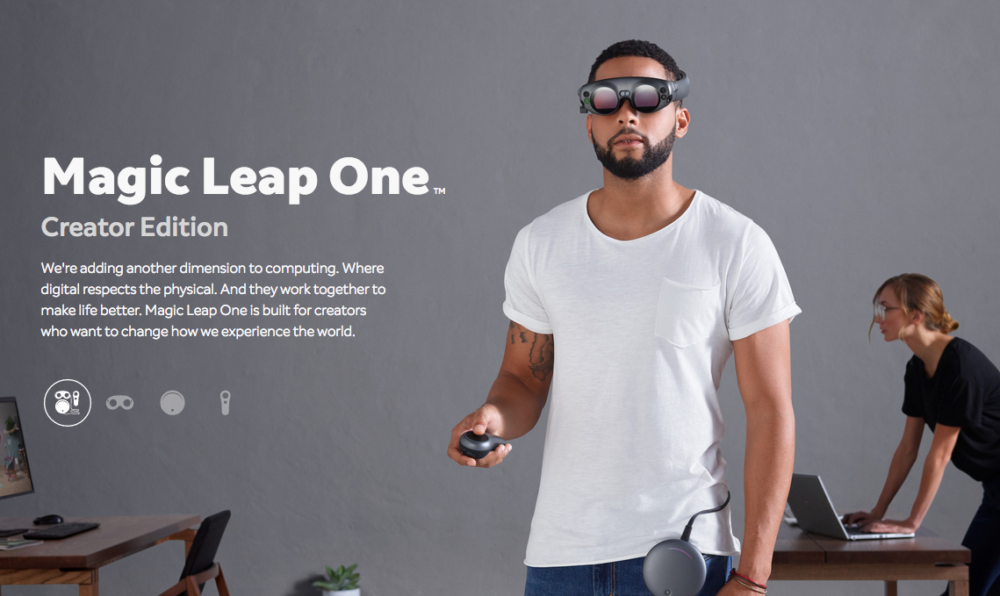 Magic Leap One ™
Creator Edition
We're adding another dimension to computing. Where
digital respects the physical. And they work together to
make life better. Magic Leap One is built for creators
who want to change how we experience the world.